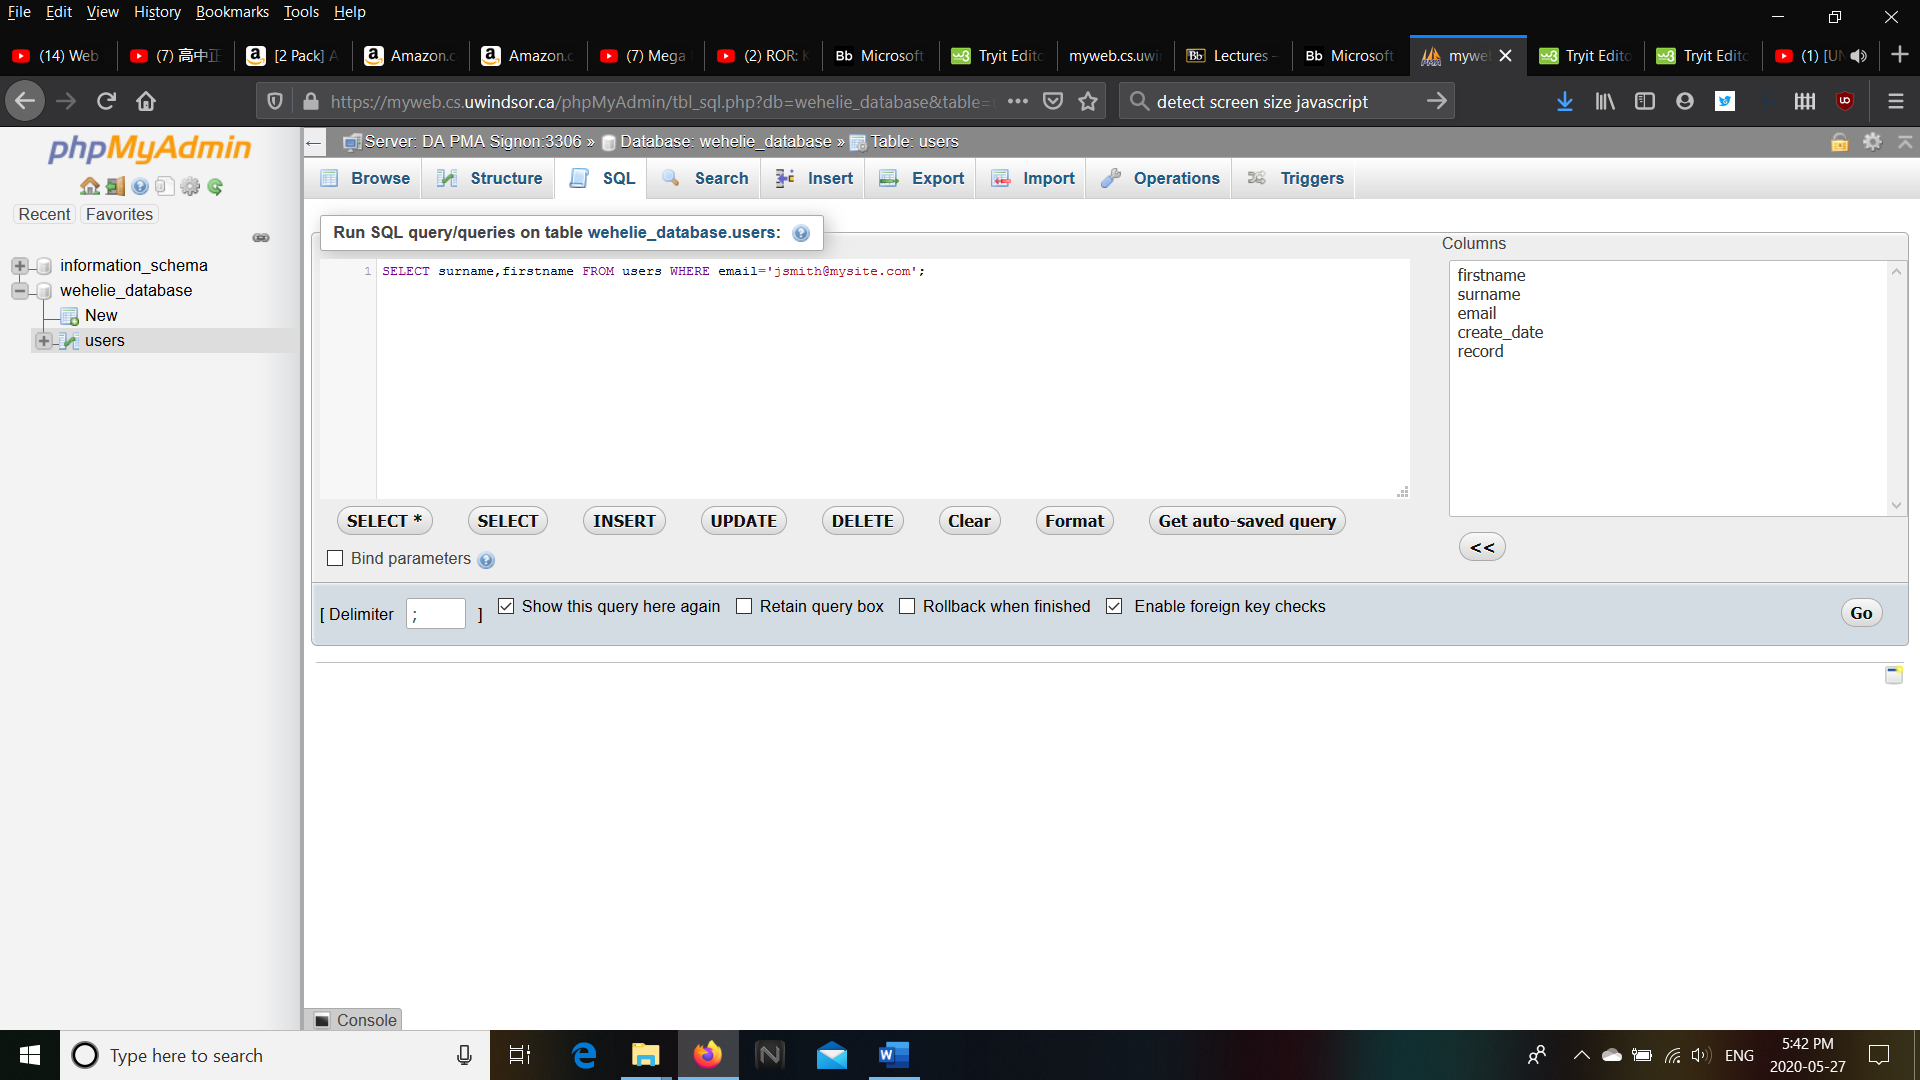 File Edit View History Bookmarks Tools Help
(14) Web (7) 高中正 [2 Pack] A Amazon.c Amazon.c (7) Mega (2) ROR: K Microsoft Tryit Edito myweb.cs.uwi Lectures - Microsoft mywe Tryit Edito Tryit Edito (1) [UN
https://myweb.cs.uwindsor.ca/phpMyAdmin/tbl_sql.php?db=wehelie_database&table= detect screen size javascript
phpMyAdmin
Recent Favorites
information_schema
wehelie_database
New
users
Server: DA PMA Signon:3306 » Database: wehelie_database » Table: users
Browse Structure SQL Search Insert Export Import Operations Triggers
Run SQL query/queries on table wehelie_database.users:
1 SELECT surname,firstname FROM users WHERE email='jsmith@mysite.com';
Columns
firstname
surname
email
create_date
record
SELECT * SELECT INSERT UPDATE DELETE Clear Format Get auto-saved query
<<
Bind parameters
[ Delimiter ; ] Show this query here again Retain query box Rollback when finished Enable foreign key checks Go
Console
Type here to search
ENG
5:42 PM
2020-05-27